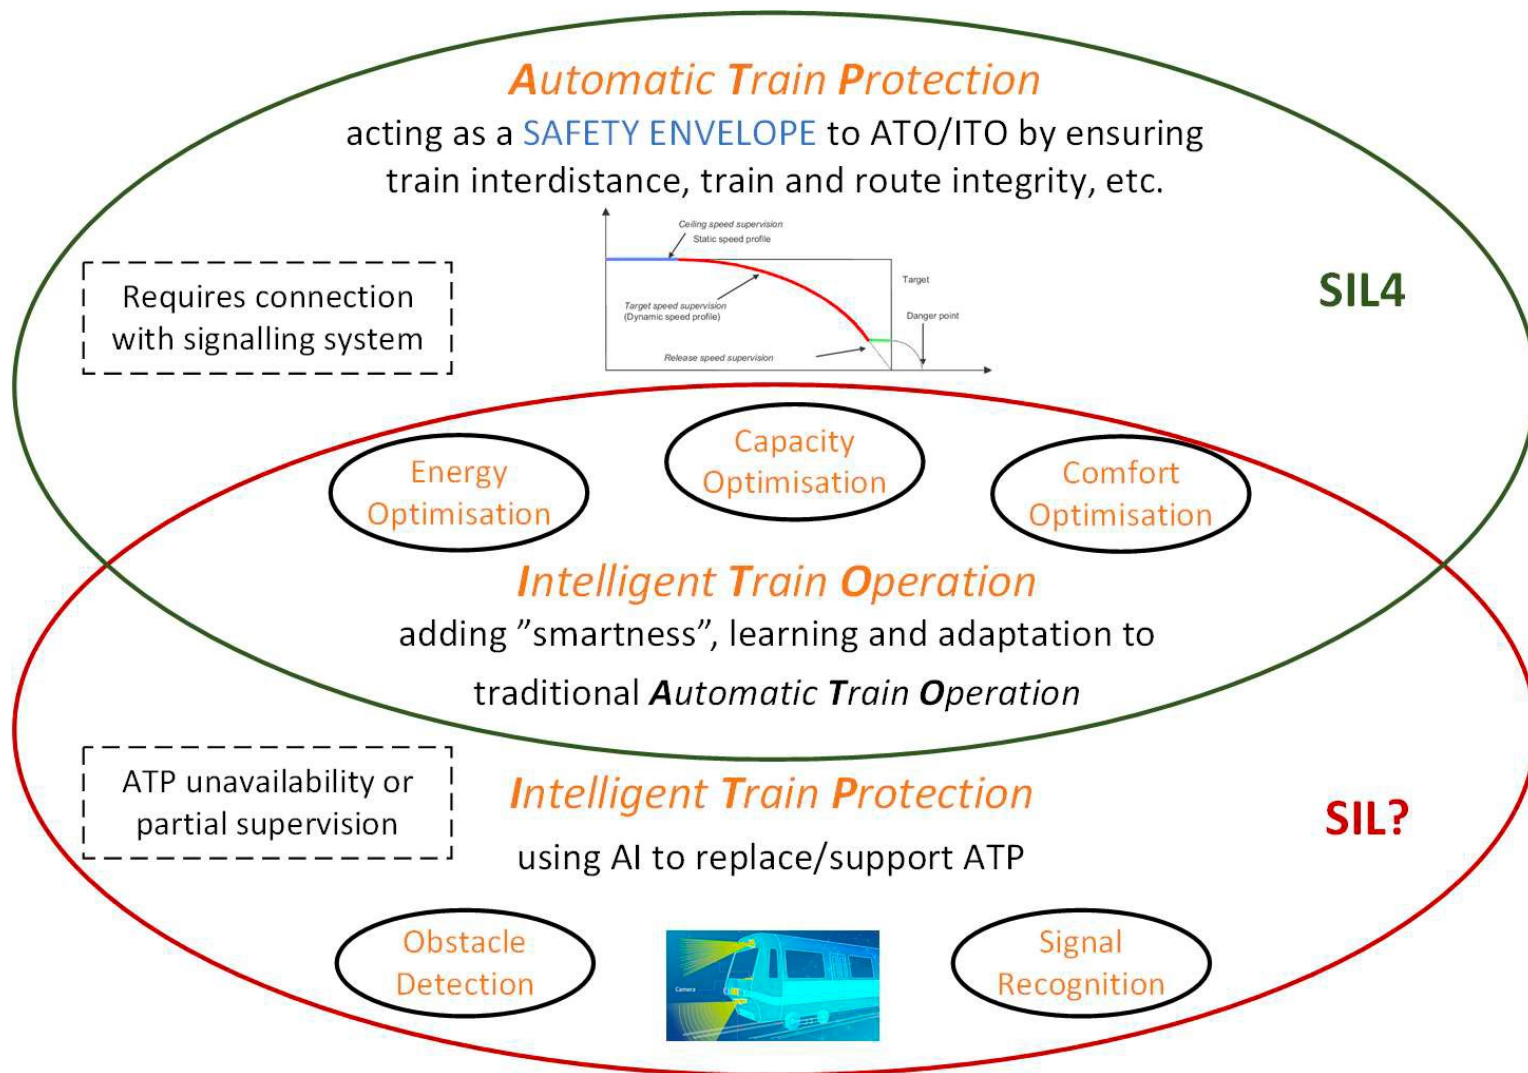 Automatic Train Protection
acting as a SAFETY ENVELOPE to ATO/ITO by ensuring
train interdistance, train and route integrity, etc.
Ceiling speed supervision
Static speed profile
Target
Target speed supervision
(Dynamic speed profile)
Danger point
Release speed supervision
Requires connection
with signalling system
SIL4
Energy
Optimisation
Capacity
Optimisation
Comfort
Optimisation
Intelligent Train Operation
adding ”smartness”, learning and adaptation to
traditional Automatic Train Operation
ATP unavailability or
partial supervision
Intelligent Train Protection
using AI to replace/support ATP
SIL?
Obstacle
Detection
Camera
Signal
Recognition